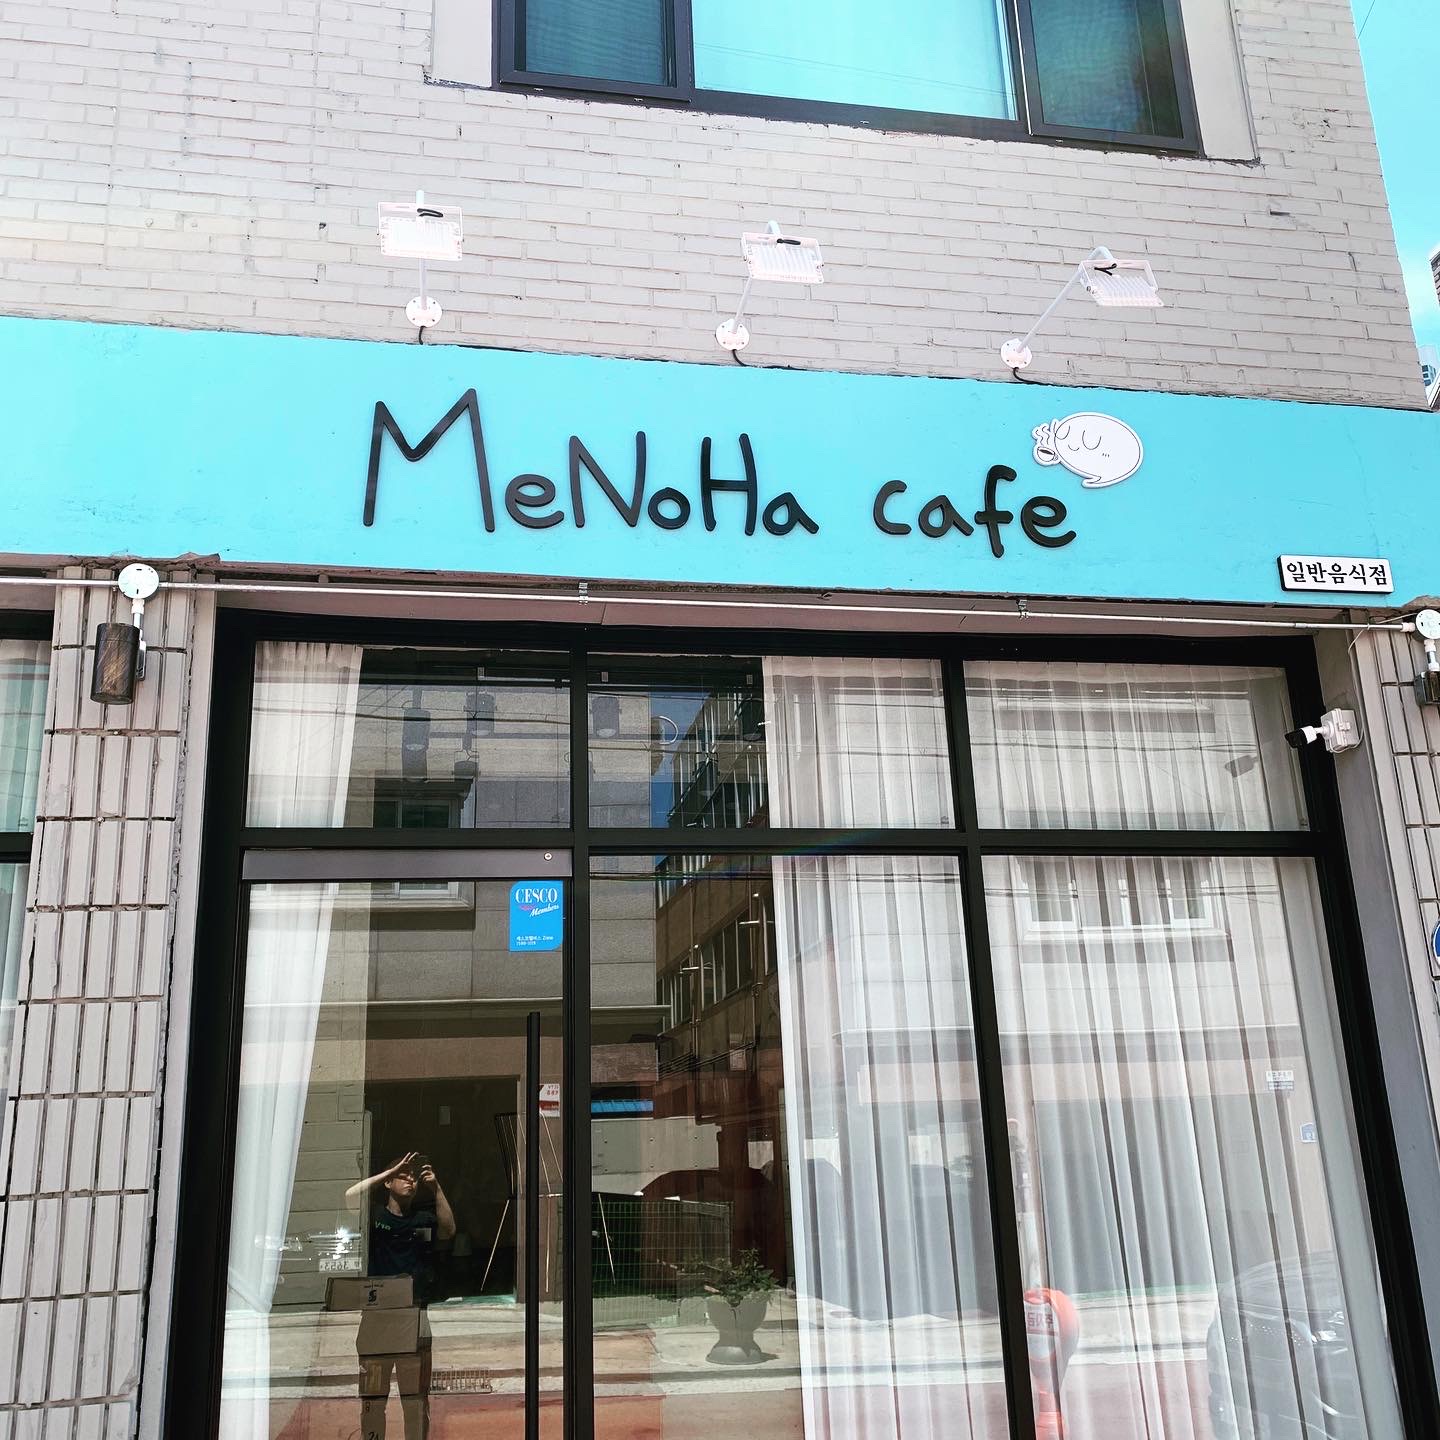 MeNoHa cafe
일반음식점
CESCO
Members